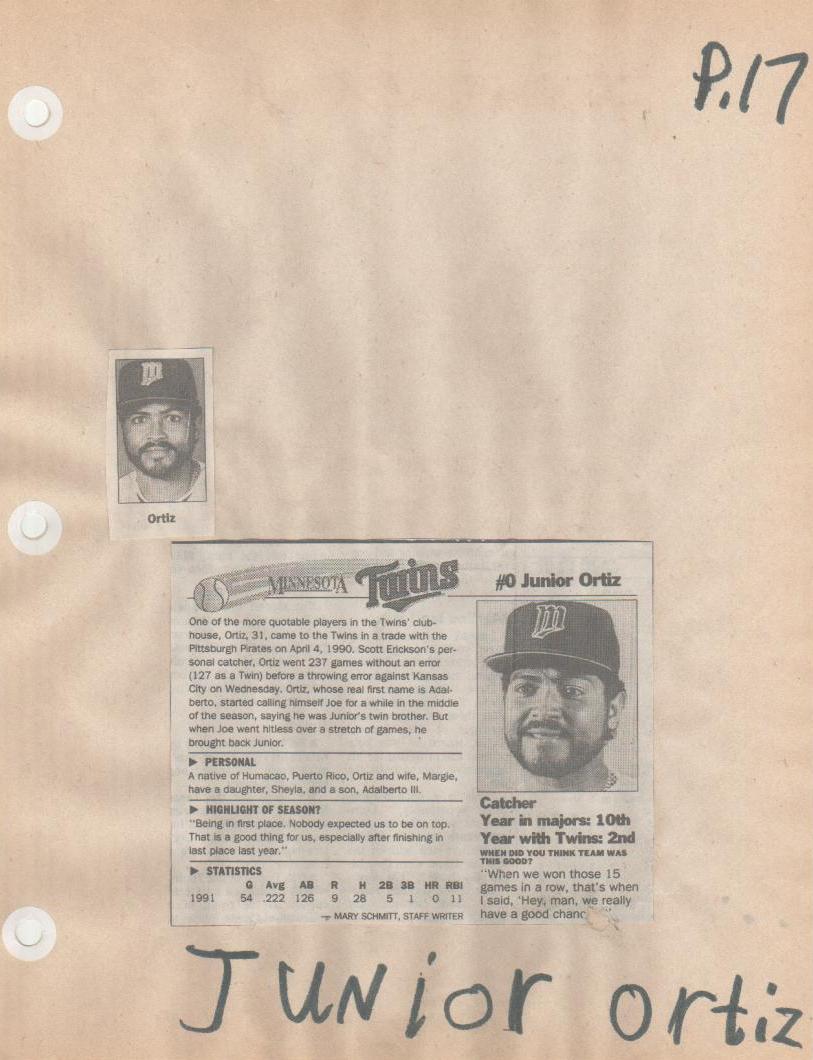 P.17
Ortiz
MINNESOTA Twins
#0 Junior Ortiz
One of the more quotable players in the Twins' club-
house, Ortiz, 31, came to the Twins in a trade with the
Pittsburgh Pirates on April 4, 1990. Scott Erickson's per-
sonal catcher, Ortiz went 237 games without an error
(127 as a Twin) before a throwing error against Kansas
City on Wednesday. Ortiz, whose real first name is Adal-
berto, started calling himself Joe for a while in the middle
of the season, saying he was Junior's twin brother. But
when Joe went hitless over a stretch of games, he
brought back Junior.
▶ PERSONAL
A native of Humacao, Puerto Rico, Ortiz and wife, Margie,
have a daughter, Sheyla, and a son, Adalberto III.
▶ HIGHLIGHT OF SEASON?
"Being in first place. Nobody expected us to be on top.
That is a good thing for us, especially after finishing in
last place last year."
▶ STATISTICS
G Avg AB R H 2B 3B HR RBI
1991 54 .222 126 9 28 5 1 0 11
— MARY SCHMITT, STAFF WRITER
Catcher
Year in majors: 10th
Year with Twins: 2nd
WHEN DID YOU THINK TEAM WAS
THIS GOOD?
"When we won those 15
games in a row, that's when
I said, 'Hey, man, we really
have a good chanc
JUNior ortiz